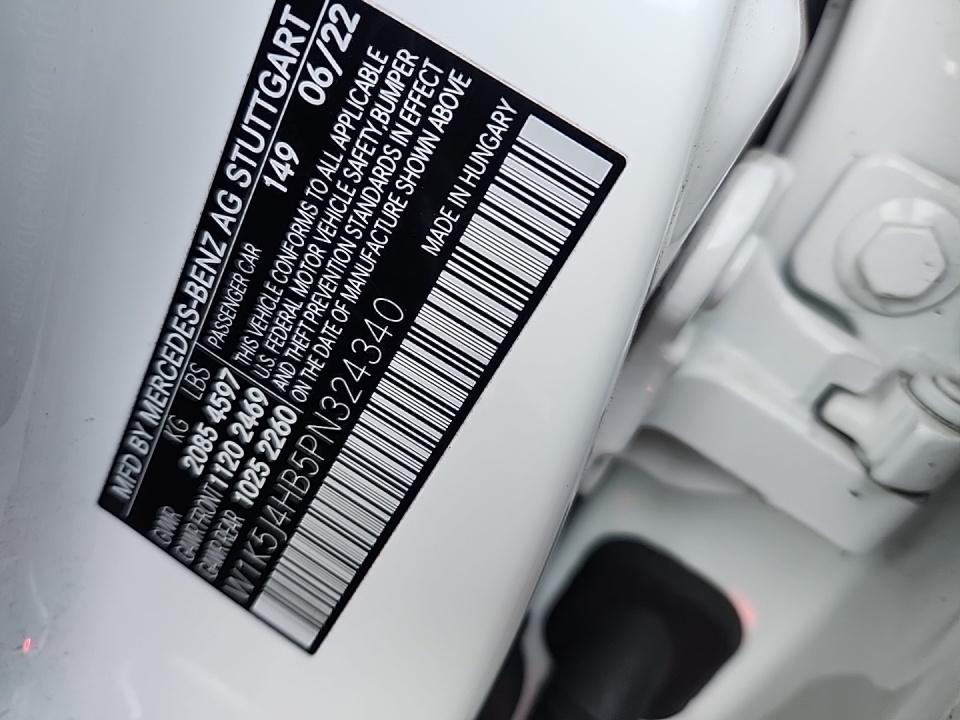 MFD BY MERCEDES-BENZ AG STUTTGART
KG LBS 149 06/22
GVWR 2085 4597 PASSENGER CAR
GAWR FRONT 1120 2469
GAWR REAR 1025 2260
THIS VEHICLE CONFORMS TO ALL APPLICABLE
U.S. FEDERAL MOTOR VEHICLE SAFETY,BUMPER
AND THEFT PREVENTION STANDARDS IN EFFECT
ON THE DATE OF MANUFACTURE SHOWN ABOVE
W1K5J4HB5PN324340 MADE IN HUNGARY